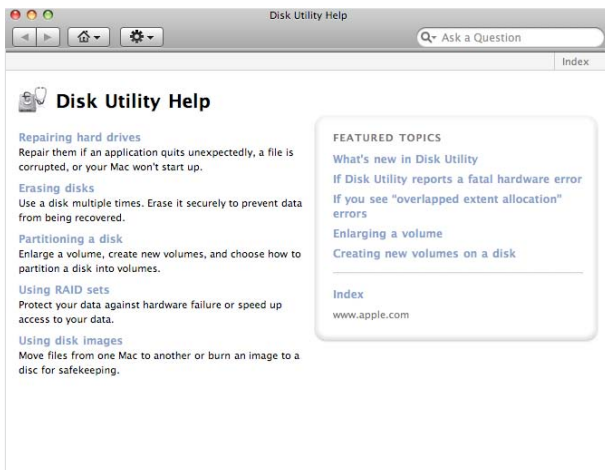 Disk Utility Help
Ask a Question
Index
Disk Utility Help
Repairing hard drives
Repair them if an application quits unexpectedly, a file is
corrupted, or your Mac won't start up.
Erasing disks
Use a disk multiple times. Erase it securely to prevent data
from being recovered.
Partitioning a disk
Enlarge a volume, create new volumes, and choose how to
partition a disk into volumes.
Using RAID sets
Protect your data against hardware failure or speed up
access to your data.
Using disk images
Move files from one Mac to another or burn an image to a
disc for safekeeping.
FEATURED TOPICS
What's new in Disk Utility
If Disk Utility reports a fatal hardware error
If you see "overlapped extent allocation"
errors
Enlarging a volume
Creating new volumes on a disk
Index
www.apple.com